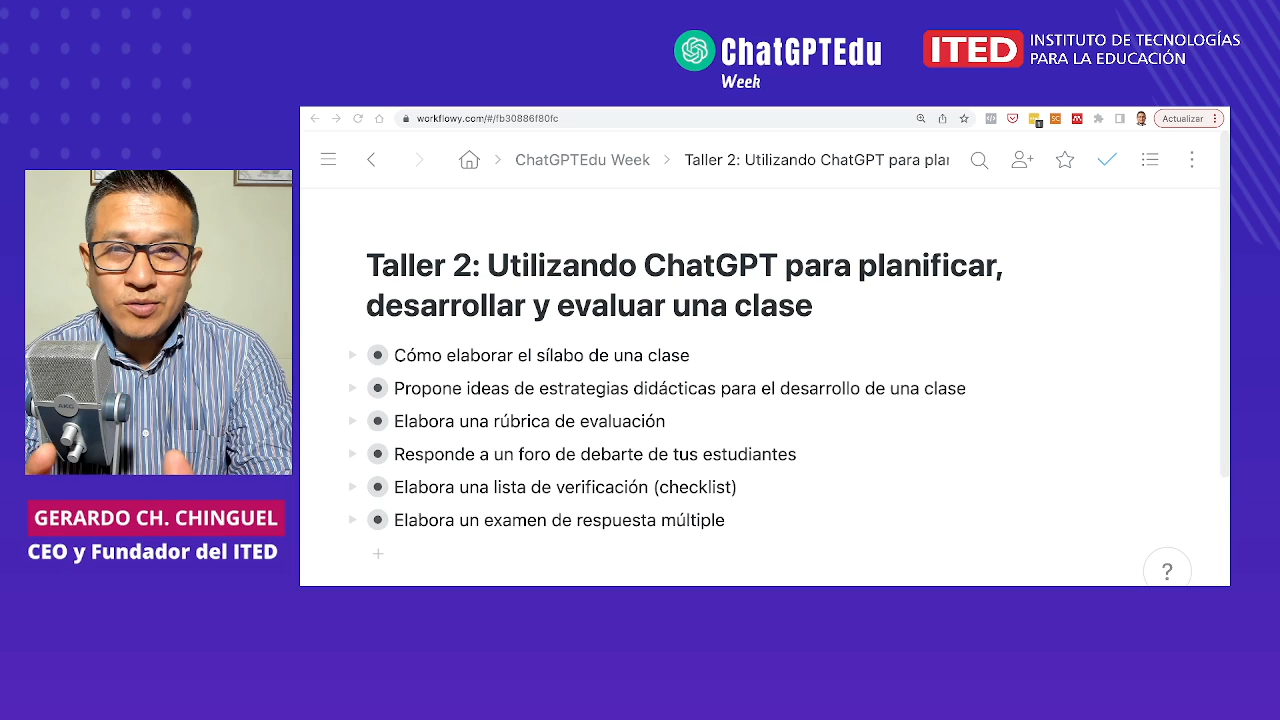 ChatGPTEdu
Week
ITED
INSTITUTO DE TECNOLOGÍAS
PARA LA EDUCACIÓN
workflowy.com/#/fb308f6f80fc
Actualizar
ChatGPTEdu Week
Taller 2: Utilizando ChatGPT para plan
Taller 2: Utilizando ChatGPT para planificar,
desarrollar y evaluar una clase
Cómo elaborar el sílabo de una clase
Propone ideas de estrategias didácticas para el desarrollo de una clase
Elabora una rúbrica de evaluación
Responde a un foro de debarte de tus estudiantes
Elabora una lista de verificación (checklist)
Elabora un examen de respuesta múltiple
?
AKG
GERARDO CH. CHINGUEL
CEO y Fundador del ITED